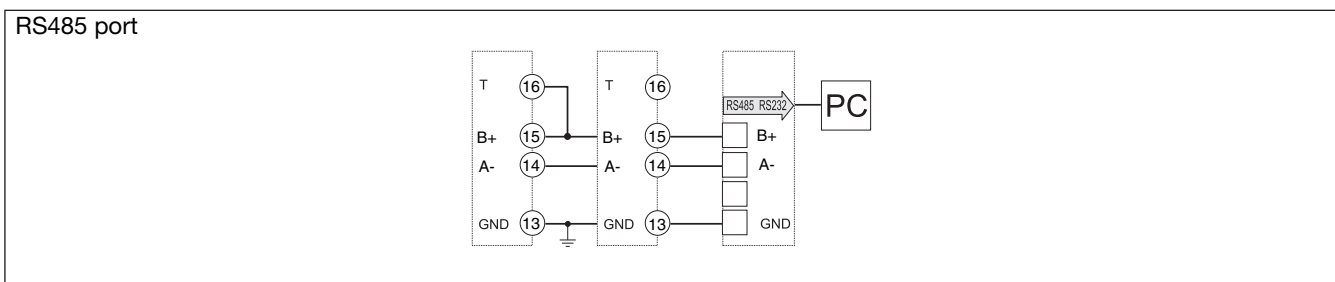 RS485 port
T 16 T 16
RS485 RS232 PC
B+ 15 B+ 15 B+
A- 14 A- 14 A-
GND 13 GND 13 GND